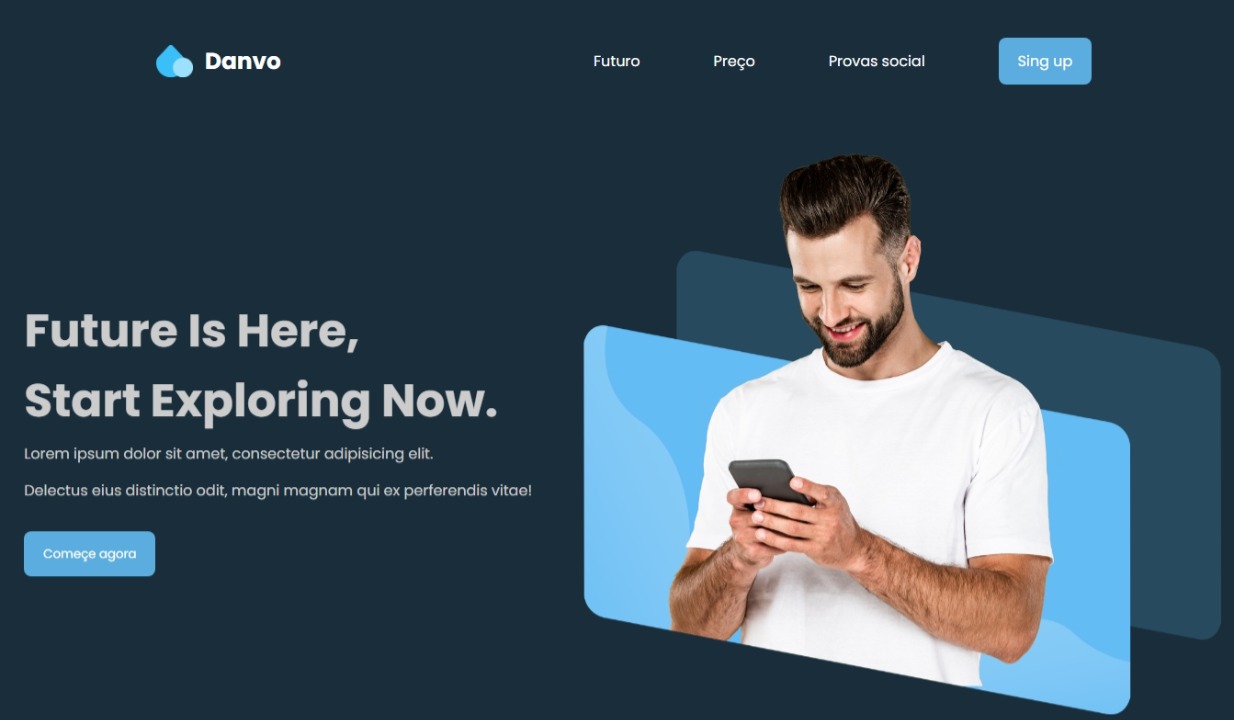 Danvo
Futuro
Preço
Provas social
Sing up
Future Is Here,
Start Exploring Now.
Lorem ipsum dolor sit amet, consectetur adipisicing elit.
Delectus eius distinctio odit, magni magnam qui ex perferendis vitae!
Começe agora